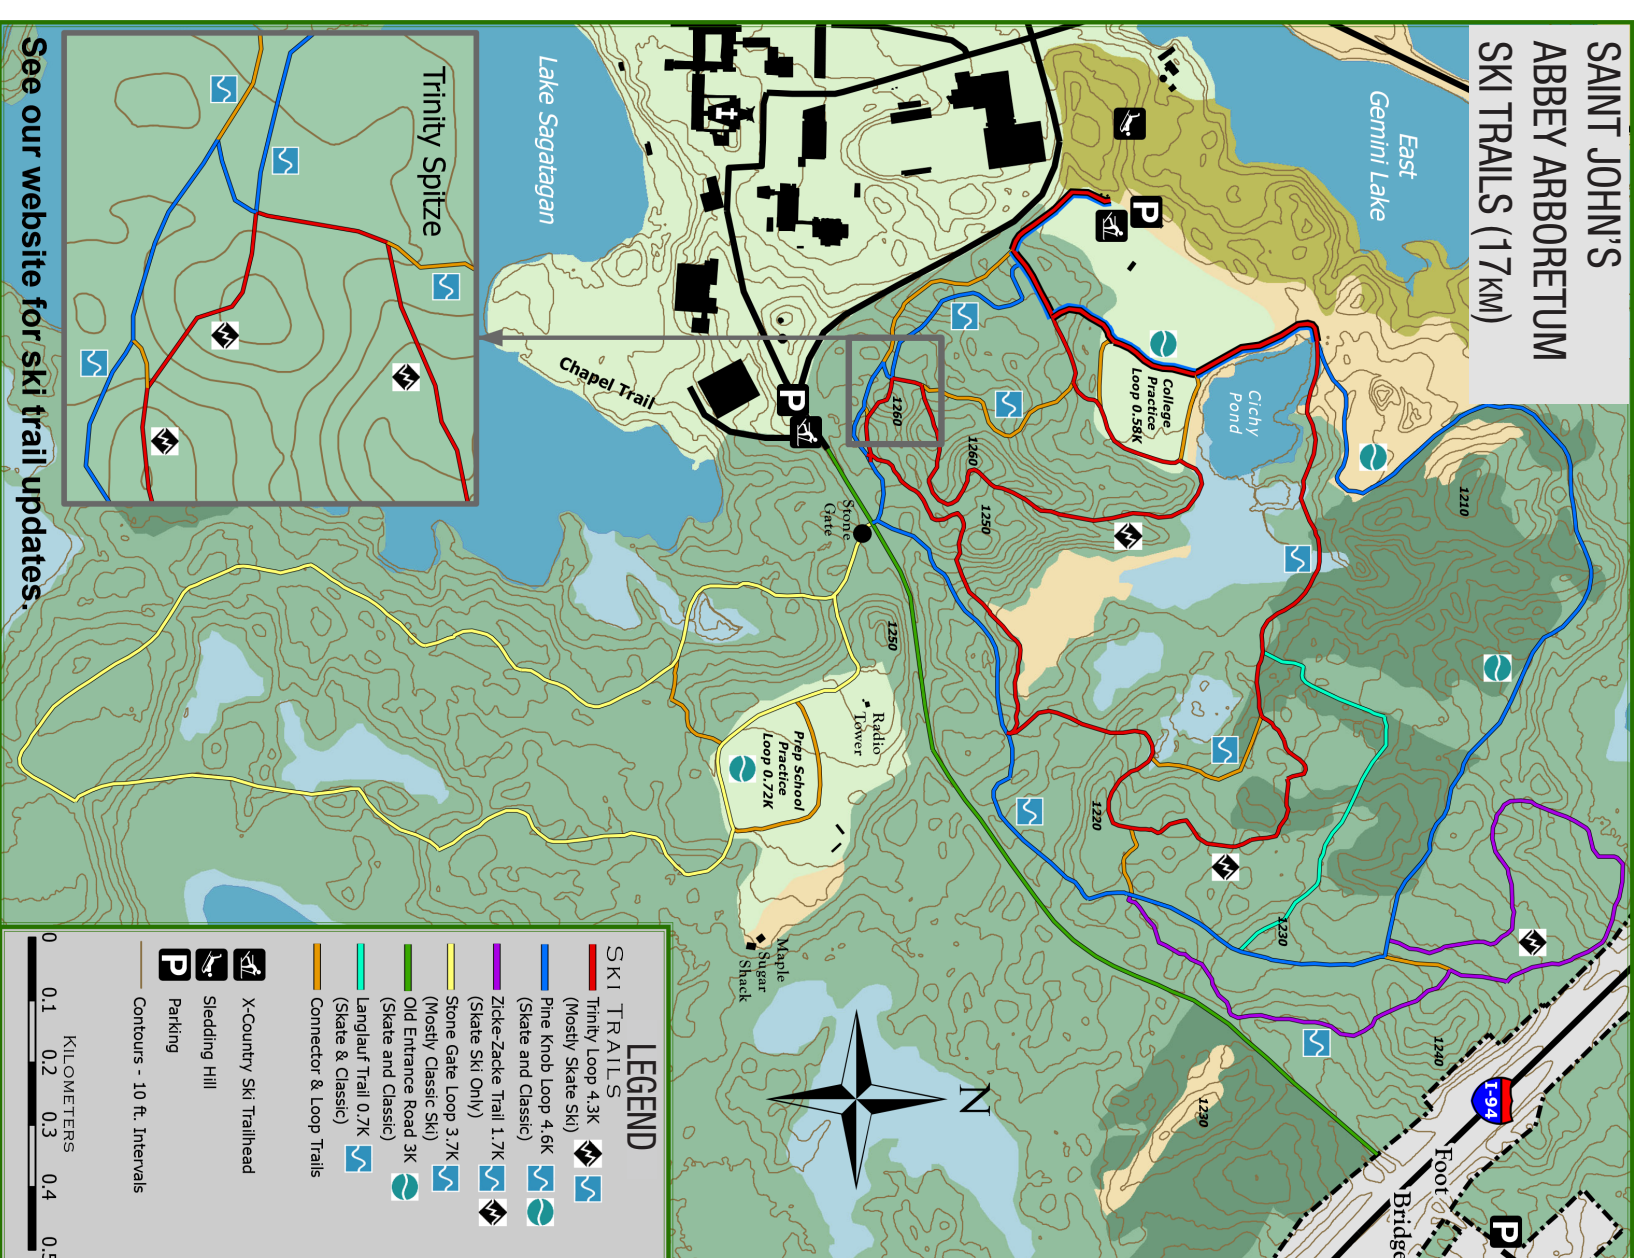 SAINT JOHN'S
ABBEY ARBORETUM
SKI TRAILS (17KM)
East
Gemini Lake
Lake Sagatagan
Trinity Spitze
See our website for ski trail updates.
P
Chapel Trail
P
College
Practice
Loop 0.58K
Cichy
Pond
1210
1260
1260
1250
Stone
Gate
1250
Radio
Tower
Prep School
Practice
Loop 0.72K
1220
1230
Maple
Sugar
Shack
1240
1230
N
I-94
Foot
Bridge
P
LEGEND
SKI TRAILS
Trinity Loop 4.3K
(Mostly Skate Ski)
Pine Knob Loop 4.6K
(Skate and Classic)
Zicke-Zacke Trail 1.7K
(Skate Ski Only)
Stone Gate Loop 3.7K
(Mostly Classic Ski)
Old Entrance Road 3K
(Skate and Classic)
Langlauf Trail 0.7K
(Skate & Classic)
Connector & Loop Trails
X-Country Ski Trailhead
Sledding Hill
P Parking
Contours - 10 ft. Intervals
KILOMETERS
0 0.1 0.2 0.3 0.4 0.5